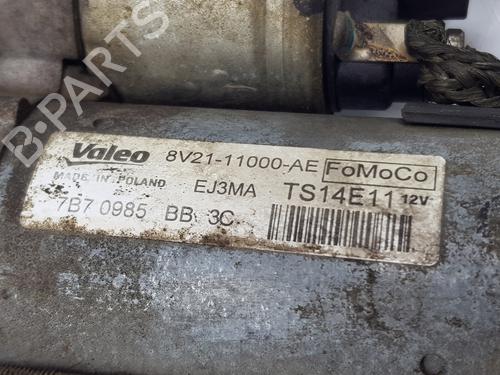 B-PARTS
Valeo 8V21-11000-AE FoMoCo
MADE IN POLAND EJ3MA TS14E11 12V
7B7 0985 BB 3C